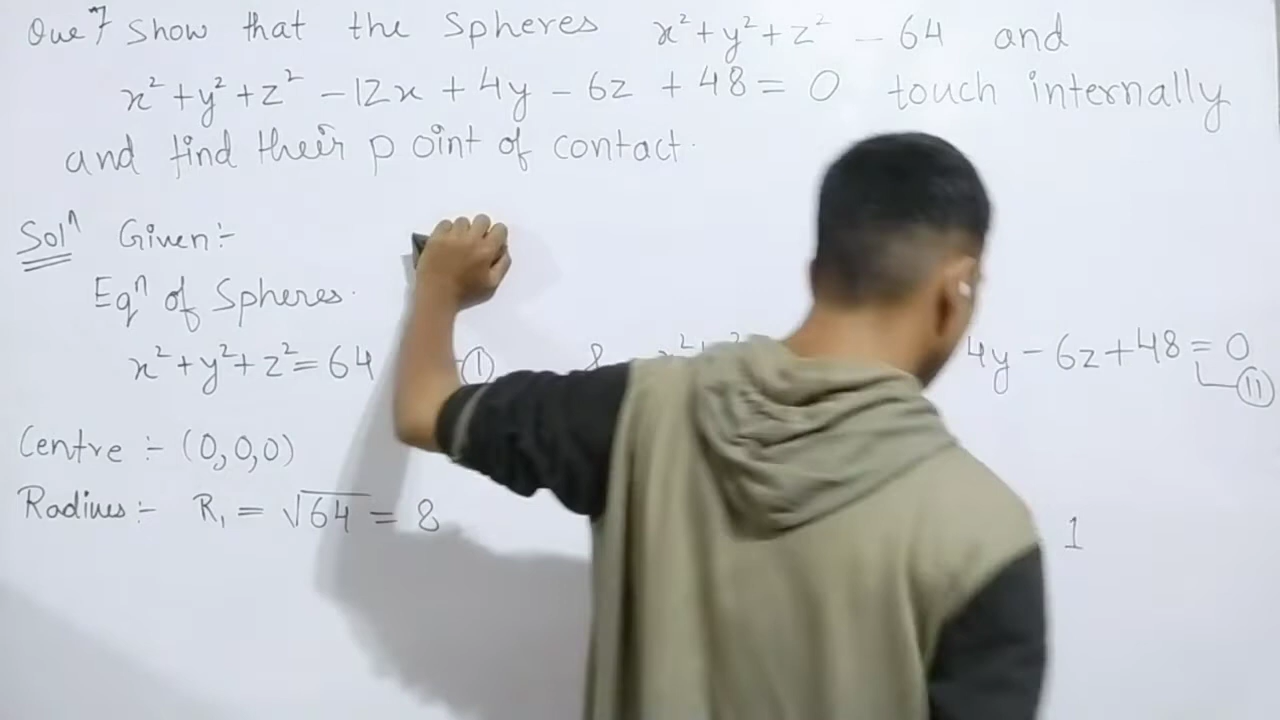 Que 7 Show that the Spheres x² + y² + z² - 64 and
x² + y² + z² - 12x + 4y - 6z + 48 = 0 touch internally
and find their point of contact.
Solⁿ Given:-
Eqⁿ of Spheres.
x² + y² + z² = 64 -① & 4y - 6z + 48 = 0
⑪
Centre :- (0,0,0)
Radius:- R₁ = √64 = 8
1